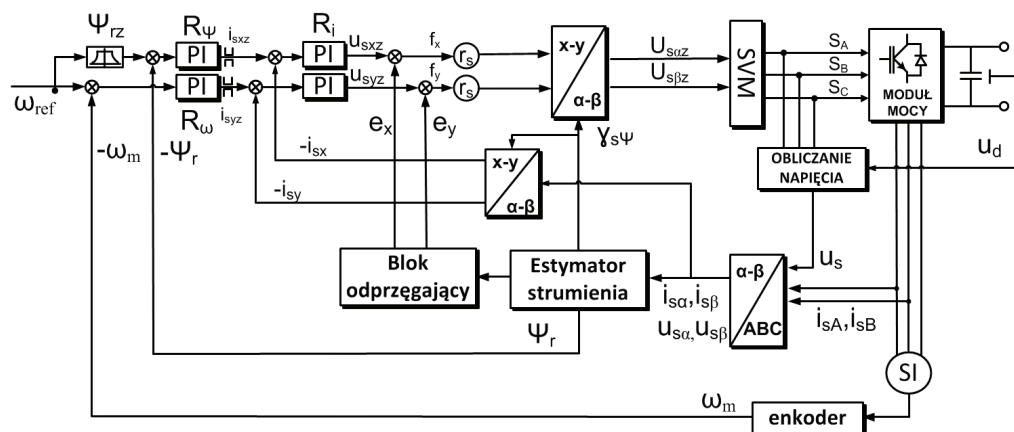 Ψrz
RΨ
isxz
Ri
usxz
fx
PI
PI
rs
x-y
α-β
Usαz
SVM
SA
MODUŁ
MOCY
ωref
PI
Rω
isyz
PI
usyz
fy
rs
Usβz
SB
SC
-ωm
-Ψr
ex
ey
γsΨ
ud
-isx
x-y
α-β
OBLICZANIE
NAPIĘCIA
-isy
us
Blok
odprzęgający
Estymator
strumienia
α-β
ABC
isα,isβ
usα,usβ
isA,isB
Ψr
SI
ωm
enkoder